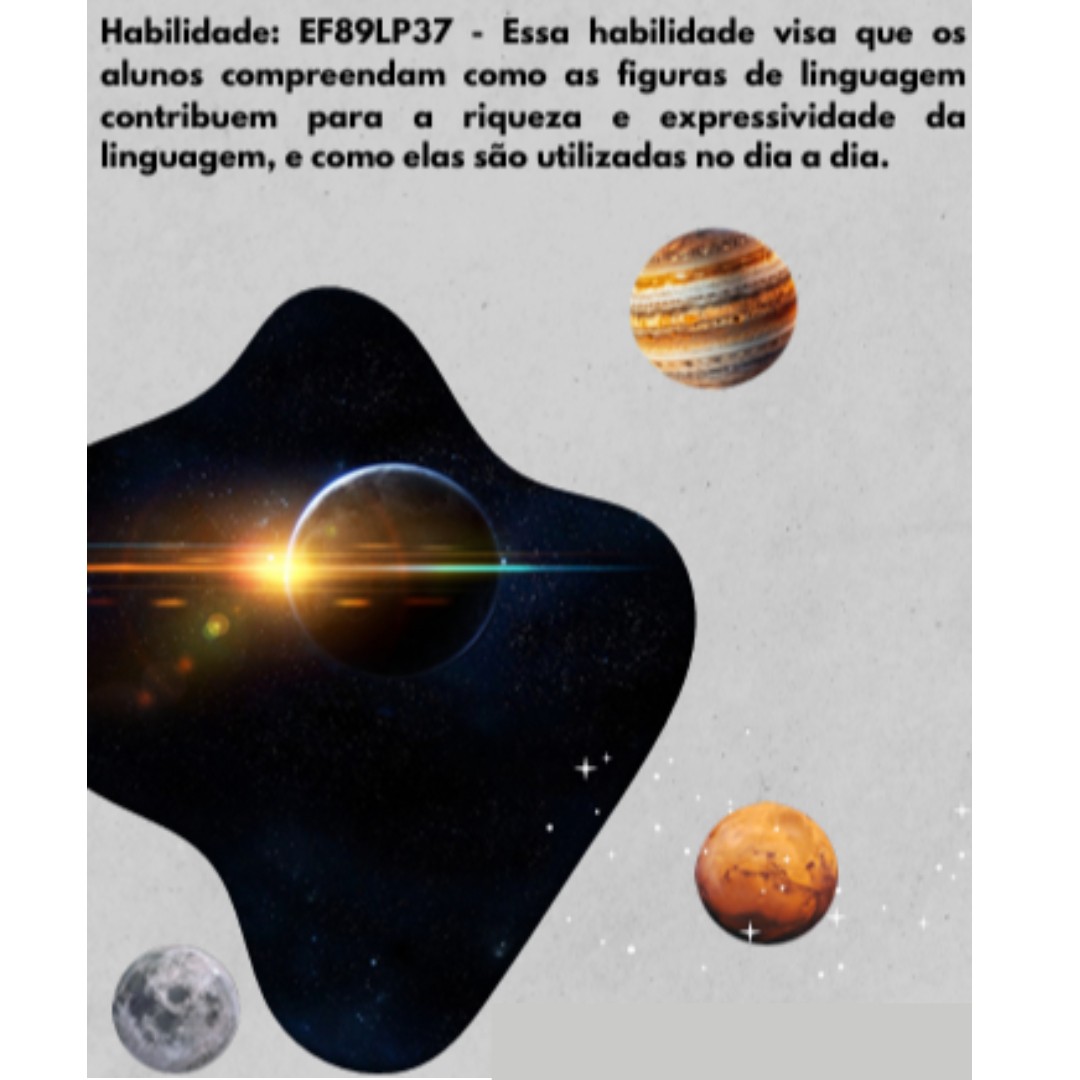 Habilidade: EF89LP37 - Essa habilidade visa que os
alunos compreendam como as figuras de linguagem
contribuem para a riqueza e expressividade da
linguagem, e como elas são utilizadas no dia a dia.